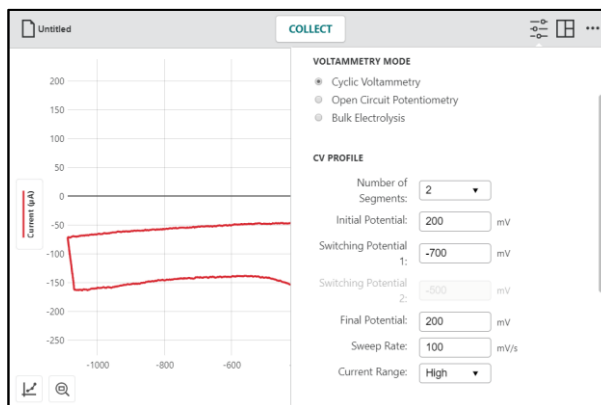 Untitled
COLLECT
VOLTAMMETRY MODE
Cyclic Voltammetry
Open Circuit Potentiometry
Bulk Electrolysis
CV PROFILE
Number of
Segments:
2
Initial Potential: 200 mV
Switching Potential
1:
-700 mV
Switching Potential
2:
-500 mV
Final Potential: 200 mV
Sweep Rate: 100 mV/s
Current Range: High
Current (µA)
200
150
100
50
0
-50
-100
-150
-200
-250
-1000 -800 -600